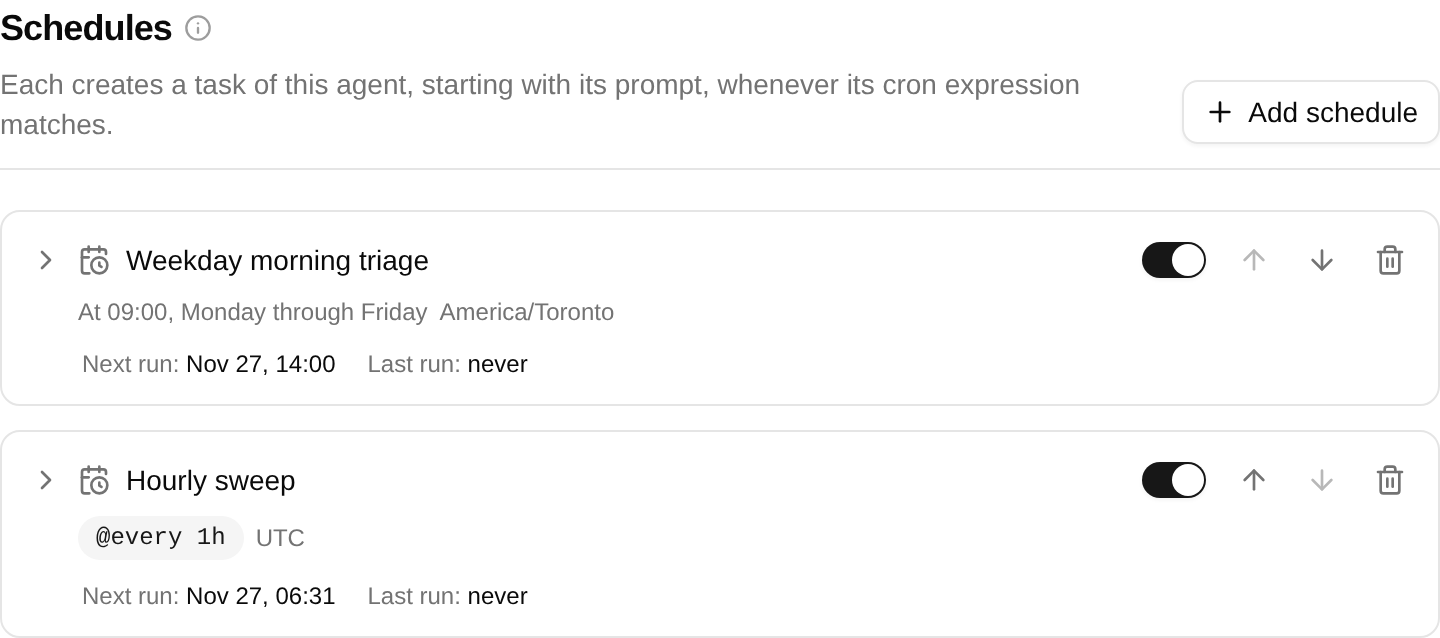 Schedules
Each creates a task of this agent, starting with its prompt, whenever its cron expression
matches.
Add schedule
Weekday morning triage
At 09:00, Monday through Friday America/Toronto
Next run: Nov 27, 14:00 Last run: never
Hourly sweep
@every 1h UTC
Next run: Nov 27, 06:31 Last run: never